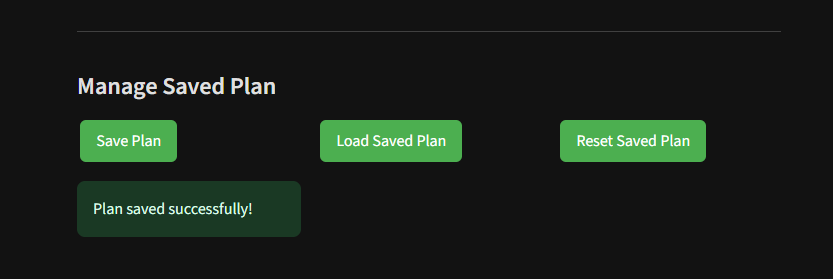 Manage Saved Plan
Save Plan
Load Saved Plan
Reset Saved Plan
Plan saved successfully!